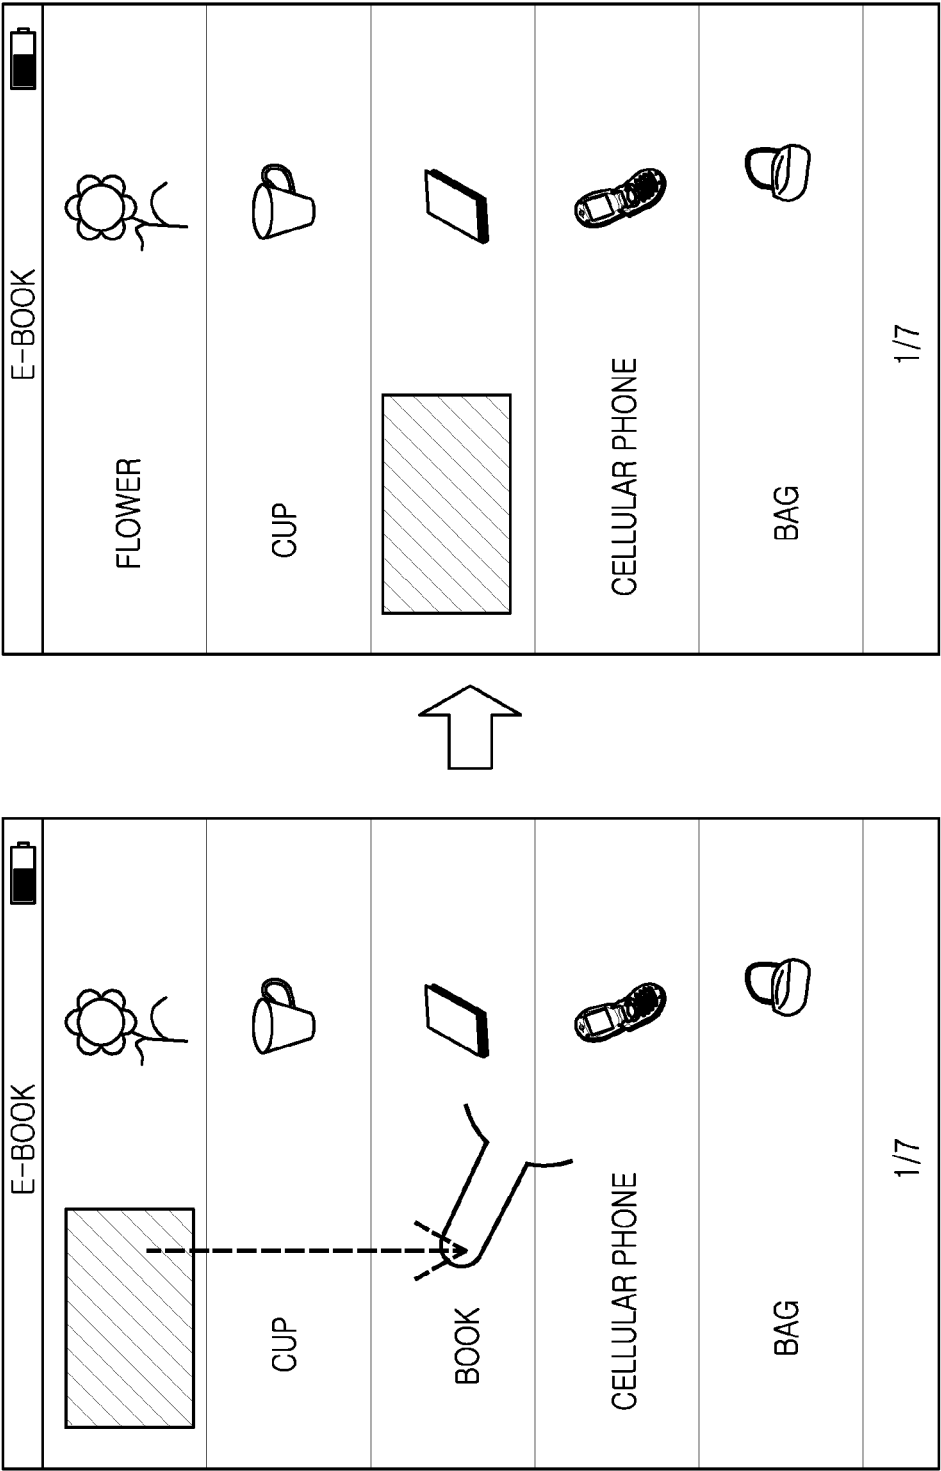 E-BOOK
CUP
BOOK
CELLULAR PHONE
BAG
1/7
E-BOOK
FLOWER
CUP
CELLULAR PHONE
BAG
1/7